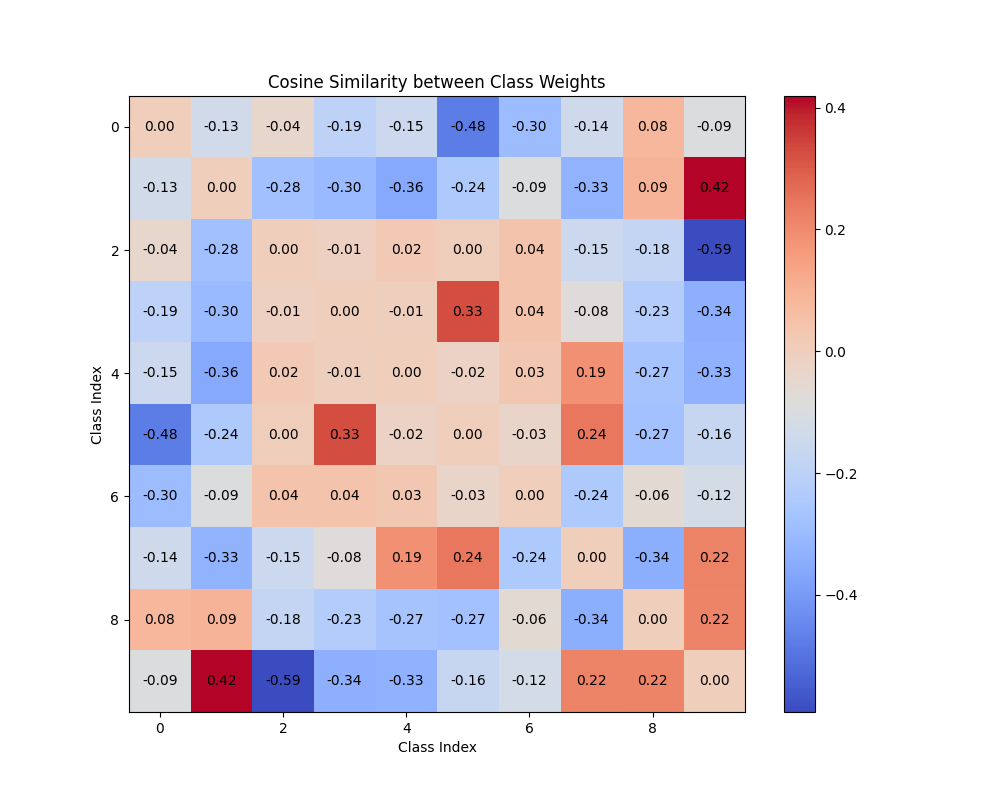 Cosine Similarity between Class Weights
0 0.00 -0.13 -0.04 -0.19 -0.15 -0.48 -0.30 -0.14 0.08 -0.09 0.4
-0.13 0.00 -0.28 -0.30 -0.36 -0.24 -0.09 -0.33 0.09 0.42
2 -0.04 -0.28 0.00 -0.01 0.02 0.00 0.04 -0.15 -0.18 -0.59 0.2
-0.19 -0.30 -0.01 0.00 -0.01 0.33 0.04 -0.08 -0.23 -0.34 0.0
4 -0.15 -0.36 0.02 -0.01 0.00 -0.02 0.03 0.19 -0.27 -0.33
Class Index
-0.48 -0.24 0.00 0.33 -0.02 0.00 -0.03 0.24 -0.27 -0.16 −0.2
6 -0.30 -0.09 0.04 0.04 0.03 -0.03 0.00 -0.24 -0.06 -0.12
-0.14 -0.33 -0.15 -0.08 0.19 0.24 -0.24 0.00 -0.34 0.22 −0.4
8 0.08 0.09 -0.18 -0.23 -0.27 -0.27 -0.06 -0.34 0.00 0.22
-0.09 0.42 -0.59 -0.34 -0.33 -0.16 -0.12 0.22 0.22 0.00
0 2 4 6 8
Class Index